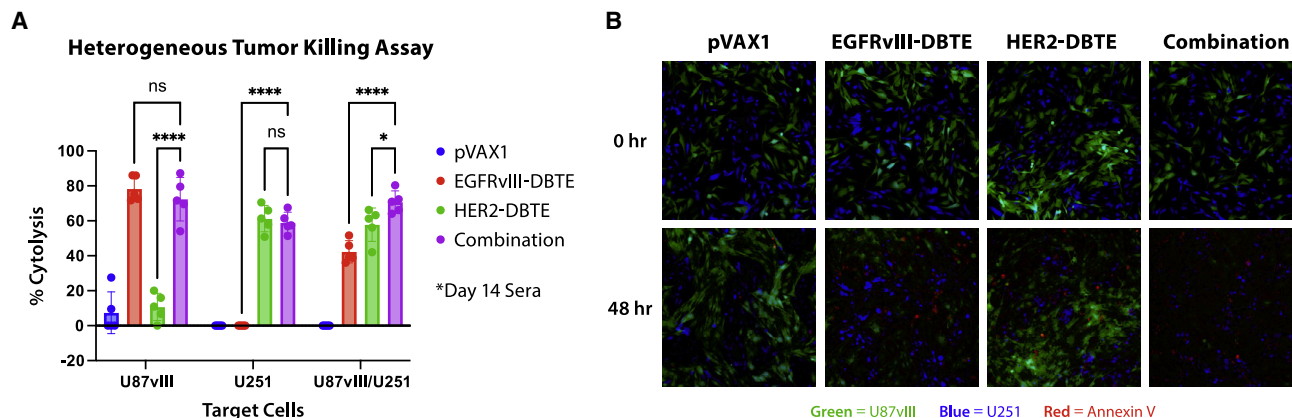 A
Heterogeneous Tumor Killing Assay
ns
****
****
****
ns
*
% Cytolysis
100
80
60
40
20
0
-20
U87vIII
U251
U87vIII/U251
Target Cells
pVAX1
EGFRvIII-DBTE
HER2-DBTE
Combination
*Day 14 Sera
B
pVAX1 EGFRvIII-DBTE HER2-DBTE Combination
0 hr
48 hr
Green = U87vIII Blue = U251 Red = Annexin V